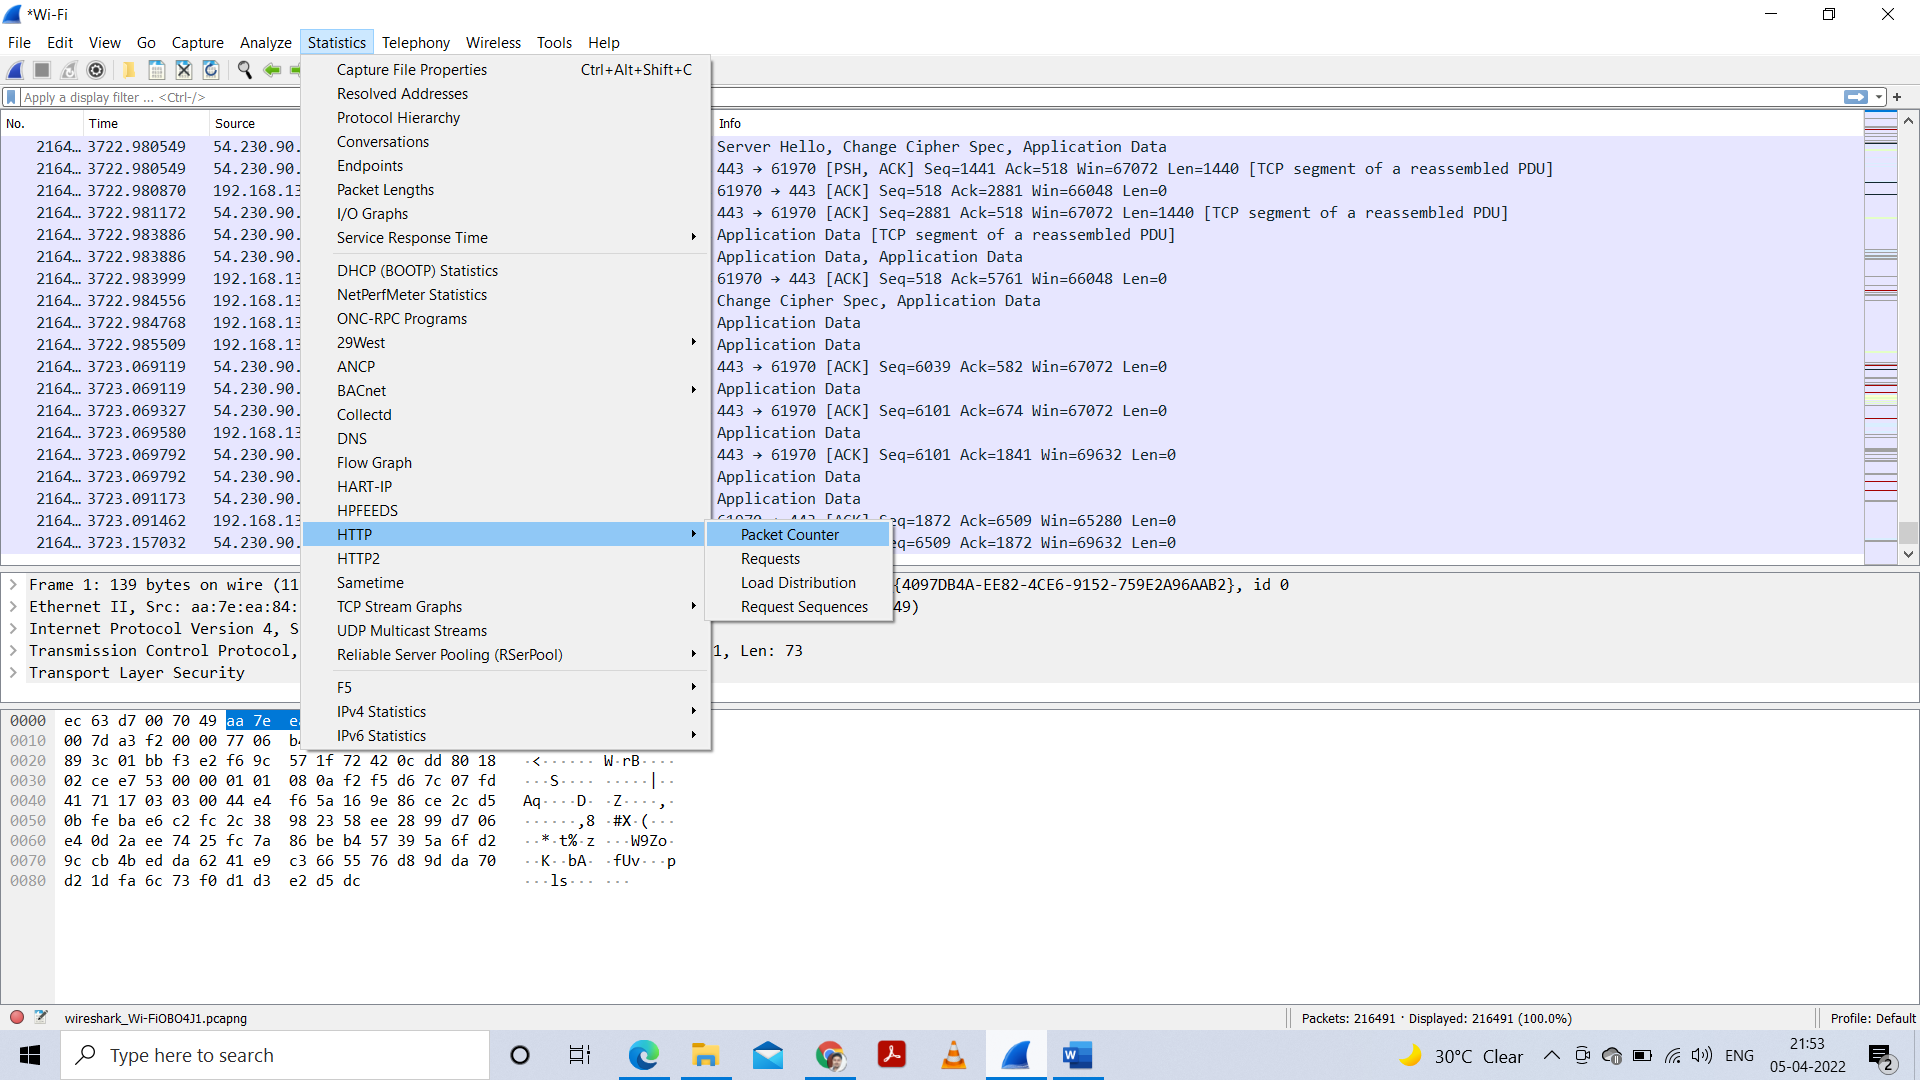 *Wi-Fi
File Edit View Go Capture Analyze Statistics Telephony Wireless Tools Help
Apply a display filter ... <Ctrl-/>
No. Time Source Info
2164... 3722.980549 54.230.90. Server Hello, Change Cipher Spec, Application Data
2164... 3722.980549 54.230.90. 443 → 61970 [PSH, ACK] Seq=1441 Ack=518 Win=67072 Len=1440 [TCP segment of a reassembled PDU]
2164... 3722.980870 192.168.13 61970 → 443 [ACK] Seq=518 Ack=2881 Win=66048 Len=0
2164... 3722.981172 54.230.90. 443 → 61970 [ACK] Seq=2881 Ack=518 Win=67072 Len=1440 [TCP segment of a reassembled PDU]
2164... 3722.983886 54.230.90. Application Data [TCP segment of a reassembled PDU]
2164... 3722.983886 54.230.90. Application Data, Application Data
2164... 3722.983999 192.168.13 61970 → 443 [ACK] Seq=518 Ack=5761 Win=66048 Len=0
2164... 3722.984556 192.168.13 Change Cipher Spec, Application Data
2164... 3722.984768 192.168.13 Application Data
2164... 3722.985509 192.168.13 Application Data
2164... 3723.069119 54.230.90. 443 → 61970 [ACK] Seq=6039 Ack=582 Win=67072 Len=0
2164... 3723.069119 54.230.90. Application Data
2164... 3723.069327 54.230.90. 443 → 61970 [ACK] Seq=6101 Ack=674 Win=67072 Len=0
2164... 3723.069580 192.168.13 Application Data
2164... 3723.069792 54.230.90. 443 → 61970 [ACK] Seq=6101 Ack=1841 Win=69632 Len=0
2164... 3723.069792 54.230.90. Application Data
2164... 3723.091173 54.230.90. Application Data
2164... 3723.091462 192.168.13 eq=1872 Ack=6509 Win=65280 Len=0
2164... 3723.157032 54.230.90. eq=6509 Ack=1872 Win=69632 Len=0
Capture File Properties Ctrl+Alt+Shift+C
Resolved Addresses
Protocol Hierarchy
Conversations
Endpoints
Packet Lengths
I/O Graphs
Service Response Time
DHCP (BOOTP) Statistics
NetPerfMeter Statistics
ONC-RPC Programs
29West
ANCP
BACnet
Collectd
DNS
Flow Graph
HART-IP
HPFEEDS
HTTP
HTTP2
Sametime
TCP Stream Graphs
UDP Multicast Streams
Reliable Server Pooling (RSerPool)
F5
IPv4 Statistics
IPv6 Statistics
Packet Counter
Requests
Load Distribution
Request Sequences
Frame 1: 139 bytes on wire (11 {4097DB4A-EE82-4CE6-9152-759E2A96AAB2}, id 0
Ethernet II, Src: aa:7e:ea:84: 49)
Internet Protocol Version 4, S
Transmission Control Protocol, 1, Len: 73
Transport Layer Security
0000 ec 63 d7 00 70 49 aa 7e e
0010 00 7d a3 f2 00 00 77 06 b
0020 89 3c 01 bb f3 e2 f6 9c 57 1f 72 42 0c dd 80 18 ·<······ W·rB····
0030 02 ce e7 53 00 00 01 01 08 0a f2 f5 d6 7c 07 fd ···S···· ·····|··
0040 41 71 17 03 03 00 44 e4 f6 5a 16 9e 86 ce 2c d5 Aq····D· ·Z····,·
0050 0b fe ba e6 c2 fc 2c 38 98 23 58 ee 28 99 d7 06 ······,8 ·#X·(···
0060 e4 0d 2a ee 74 25 fc 7a 86 be b4 57 39 5a 6f d2 ··*·t%·z ···W9Zo·
0070 9c cb 4b ed da 62 41 e9 c3 66 55 76 d8 9d da 70 ··K··bA· ·fUv···p
0080 d2 1d fa 6c 73 f0 d1 d3 e2 d5 dc ···ls··· ···
wireshark_Wi-FiOBO4J1.pcapng Packets: 216491 · Displayed: 216491 (100.0%) Profile: Default
Type here to search 30°C Clear ENG 21:53
05-04-2022 2